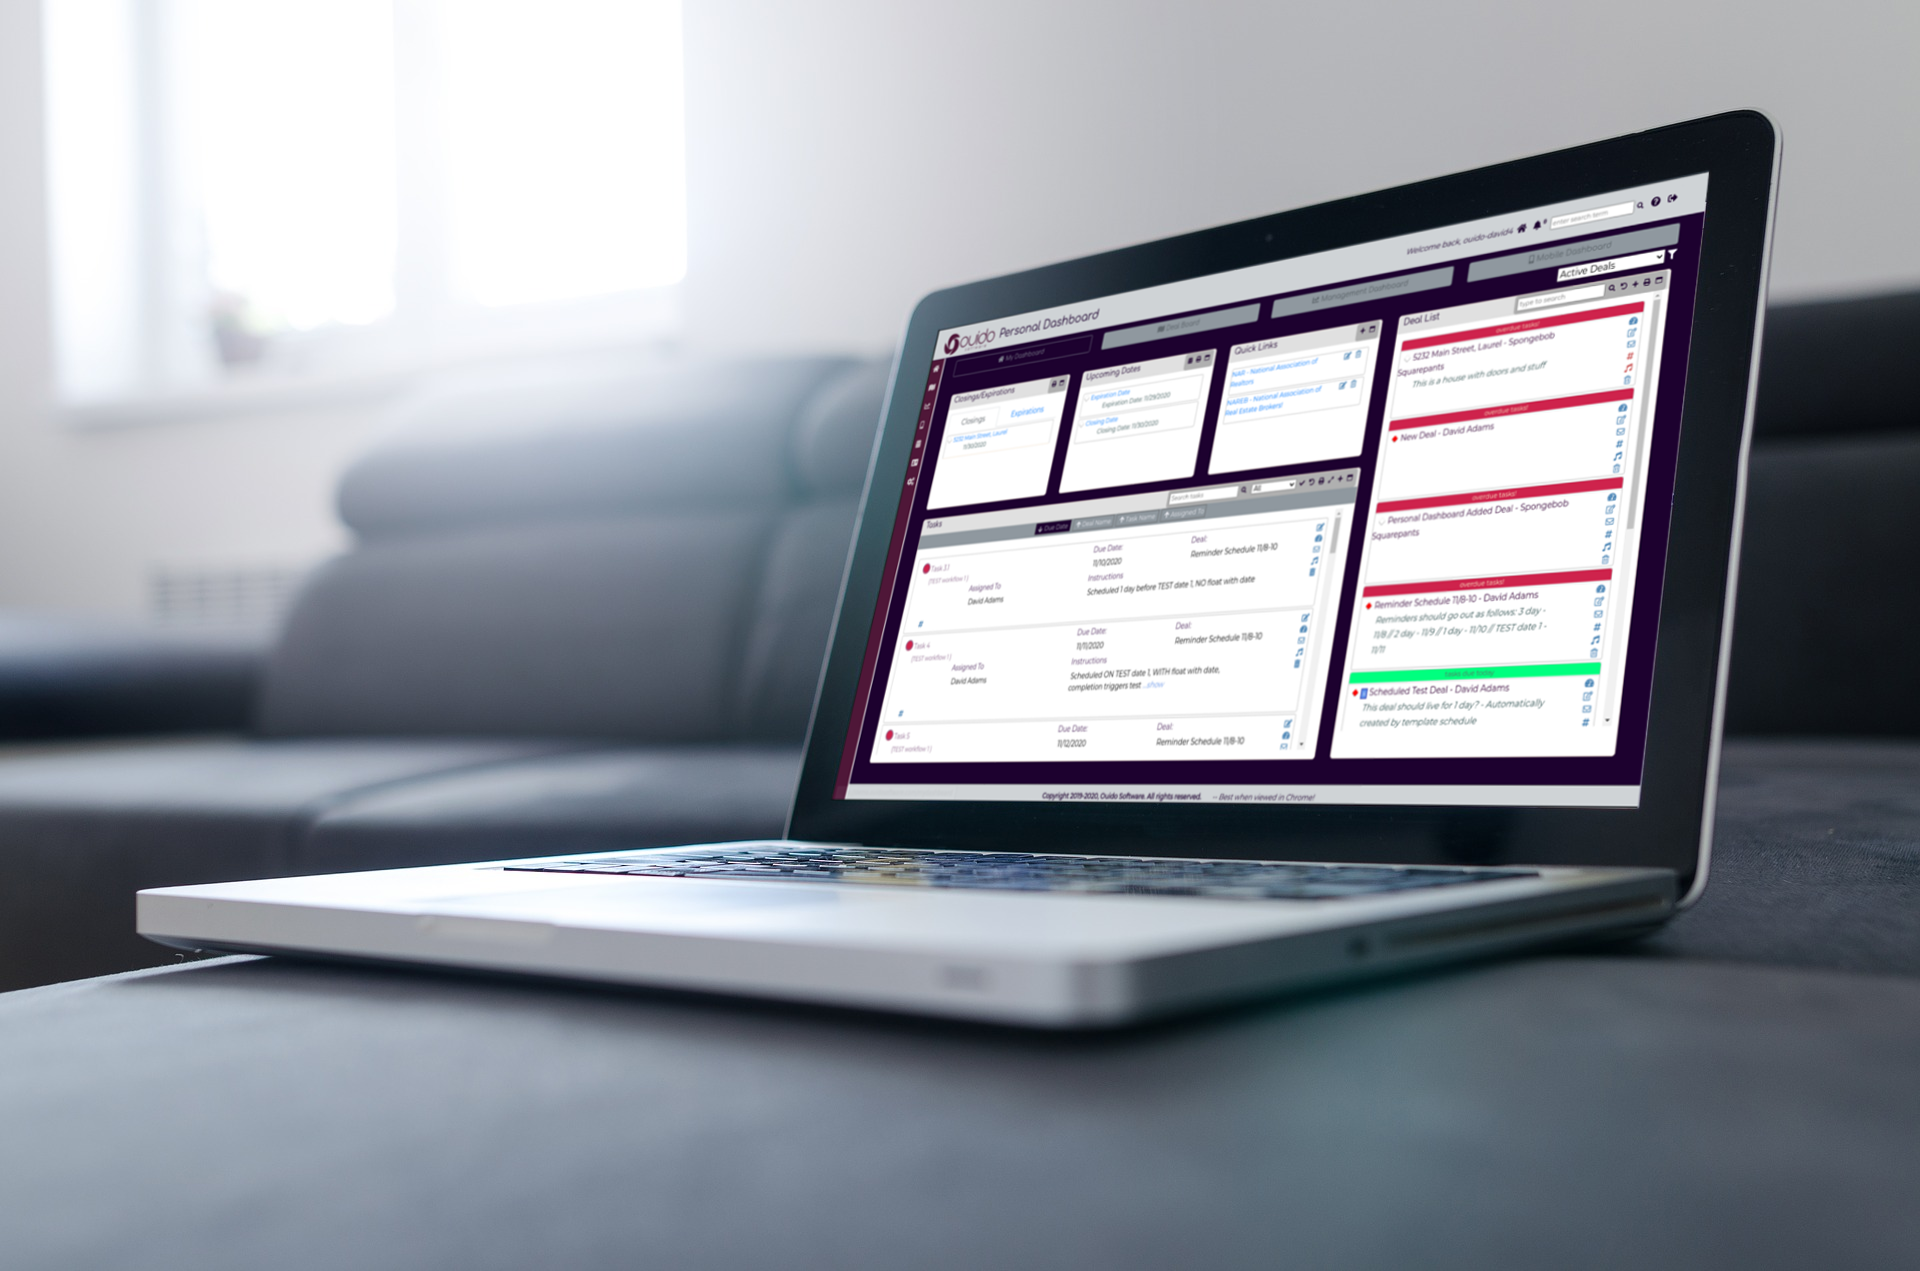 Welcome back, ouido-david4
enter search term
ouido Personal Dashboard
My Dashboard
Deal Board
Management Dashboard
Mobile Dashboard
Active Deals
Closings/Expirations
Closings
Expirations
5232 Main Street, Laurel
11/30/2020
Upcoming Dates
Expiration Date
Expiration Date 11/29/2020
Closing Date
Closing Date 11/30/2020
Quick Links
NAR - National Association of
Realtors
NAREB - National Association of
Real Estate Brokers!
Tasks
Search tasks
All
Due Date
Deal Name
Task Name
Assigned To
Task 3.1
[TEST workflow 1]
Assigned To
David Adams
Due Date:
11/10/2020
Instructions
Scheduled 1 day before TEST date 1, NO float with date
Deal:
Reminder Schedule 11/8-10
Task 4
[TEST workflow 1]
Assigned To
David Adams
Due Date:
11/11/2020
Instructions
Scheduled ON TEST date 1, WITH float with date,
completion triggers test ...show
Deal:
Reminder Schedule 11/8-10
Task 5
[TEST workflow 1]
Due Date:
11/12/2020
Deal:
Reminder Schedule 11/8-10
Deal List
type to search
overdue tasks!
5232 Main Street, Laurel - Spongebob
Squarepants
This is a house with doors and stuff
overdue tasks!
New Deal - David Adams
overdue tasks!
Personal Dashboard Added Deal - Spongebob
Squarepants
overdue tasks!
Reminder Schedule 11/8-10 - David Adams
Reminders should go out as follows: 3 day -
11/8 // 2 day - 11/9 // 1 day - 11/10 // TEST date 1 -
11/11
tasks due today
Scheduled Test Deal - David Adams
This deal should live for 1 day? - Automatically
created by template schedule
Copyright 2019-2020, Ouido Software. All rights reserved. -- Best when viewed in Chrome!